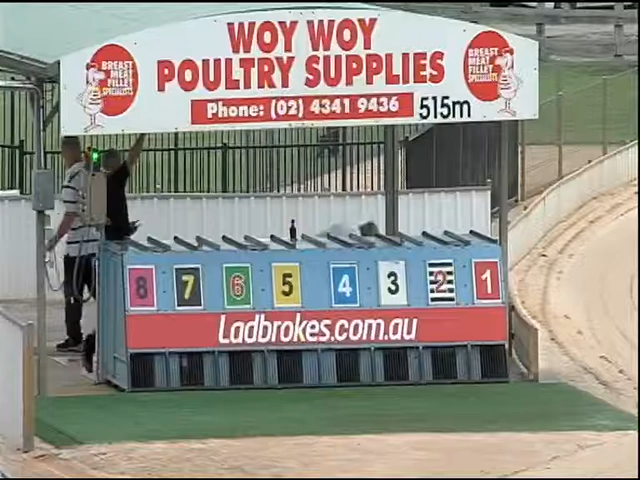 WOY WOY
POULTRY SUPPLIES
Phone: (02) 4341 9436 515m
BREAST
MEAT
FILLET
SPECIALISTS
BREAST
MEAT
FILLET
SPECIALISTS
8 7 6 5 4 3 2 1
Ladbrokes.com.au